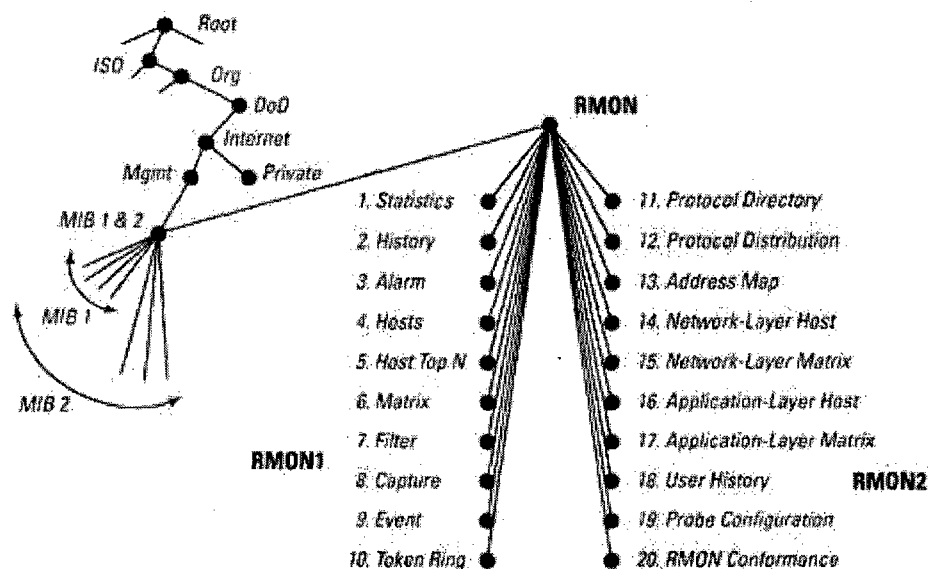 Root
ISO
Org
DoD
Internet
Mgmt
Private
MIB 1 & 2
MIB 1
MIB 2
RMON
RMON1
1. Statistics
2. History
3. Alarm
4. Hosts
5. Host Top N
6. Matrix
7. Filter
8. Capture
9. Event
10. Token Ring
11. Protocol Directory
12. Protocol Distribution
13. Address Map
14. Network-Layer Host
15. Network-Layer Matrix
16. Application-Layer Host
17. Application-Layer Matrix
18. User History
19. Probe Configuration
20. RMON Conformance
RMON2